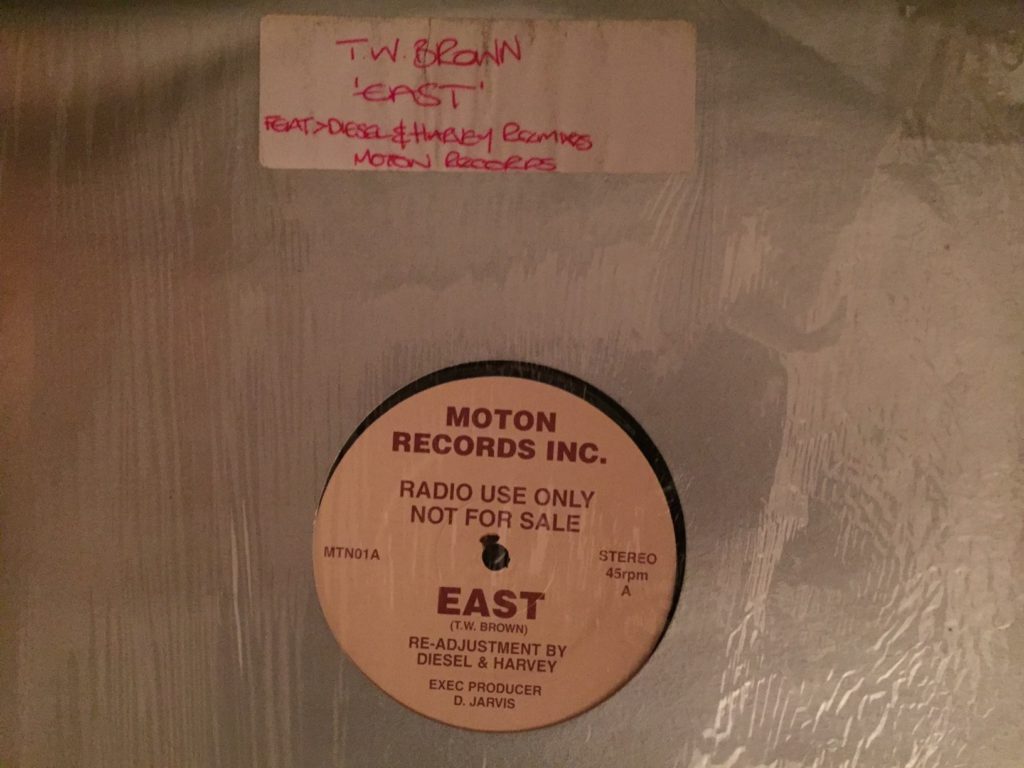 T.W. BROWN
'EAST'
FEAT > DIESEL & HARVEY REMIXES
MOTON RECORDS
MOTON
RECORDS INC.
RADIO USE ONLY
NOT FOR SALE
MTN01A
STEREO
45rpm
A
EAST
(T.W. BROWN)
RE-ADJUSTMENT BY
DIESEL & HARVEY
EXEC PRODUCER
D. JARVIS